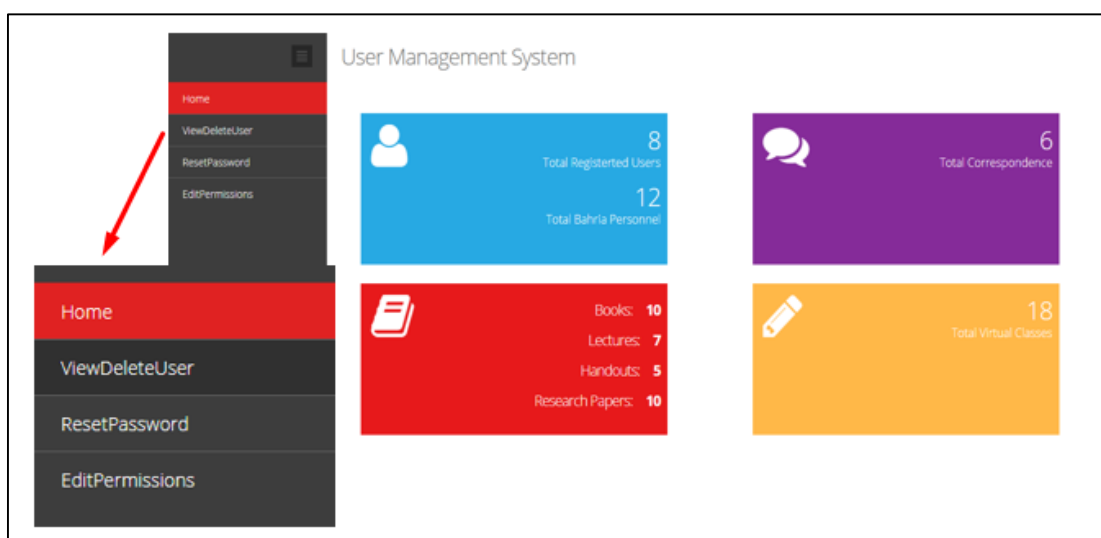 User Management System
Home
ViewDeleteUser
ResetPassword
EditPermissions
8
Total Registerted Users
12
Total Bahria Personnel
6
Total Correspondence
Books: 10
Lectures: 7
Handouts: 5
Research Papers: 10
18
Total Virtual Classes
Home
ViewDeleteUser
ResetPassword
EditPermissions